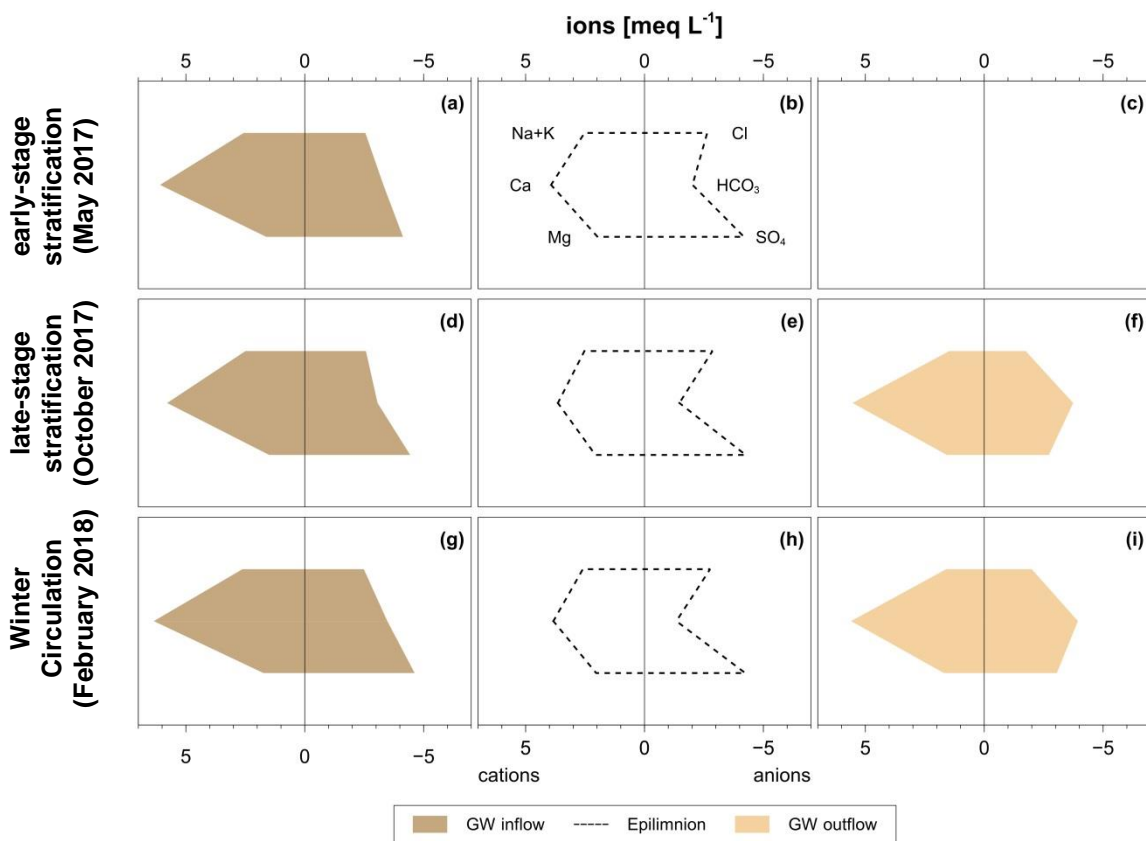 ions [meq L-1]
5 0 −5 5 0 −5 5 0 −5
early-stage
stratification
(May 2017)
(a) (b) (c)
Na+K Cl
Ca HCO₃
Mg SO₄
late-stage
stratification
(October 2017)
(d) (e) (f)
Winter
Circulation
(February 2018)
(g) (h) (i)
5 0 −5 5 0 −5 5 0 −5
cations anions
GW inflow Epilimnion GW outflow